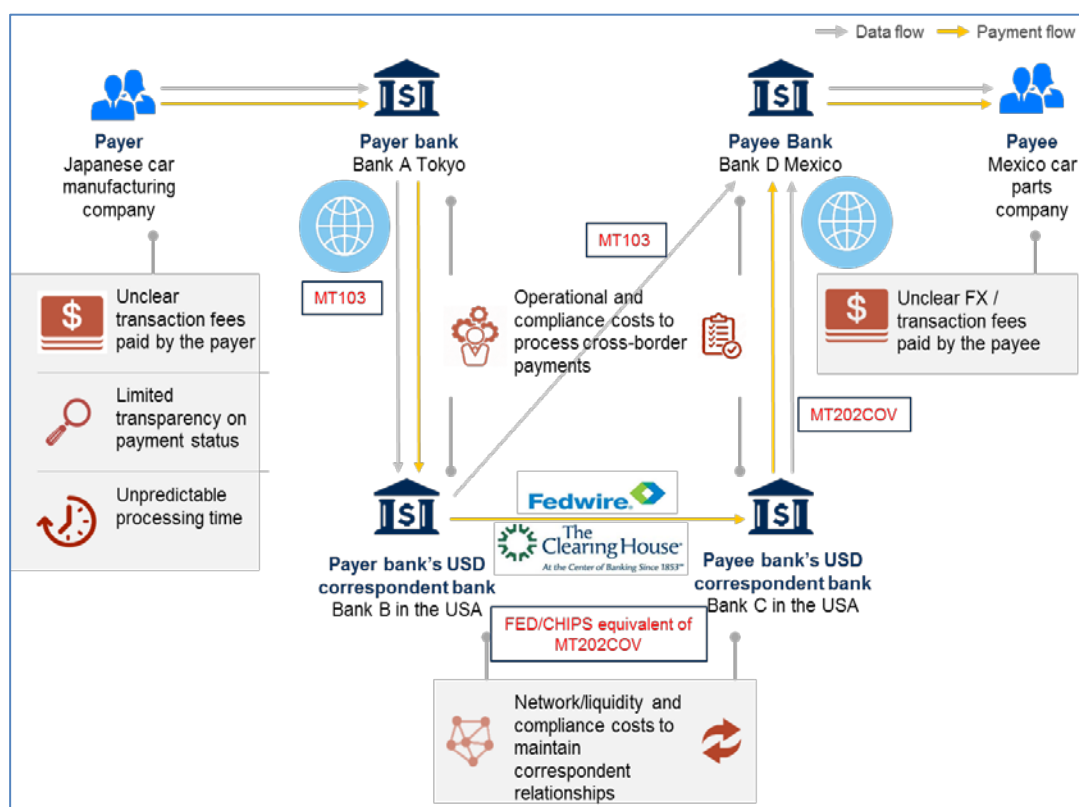 Data flow
Payment flow
Payer
Japanese car
manufacturing
company
Payer bank
Bank A Tokyo
Payee Bank
Bank D Mexico
Payee
Mexico car
parts
company
MT103
MT103
Unclear
transaction fees
paid by the payer
Limited
transparency on
payment status
Unpredictable
processing time
Operational and
compliance costs to
process cross-border
payments
Unclear FX /
transaction fees
paid by the payee
MT202COV
Fedwire®
The
Clearing House®
At the Center of Banking Since 1853℠
Payer bank's USD
correspondent bank
Bank B in the USA
Payee bank's USD
correspondent bank
Bank C in the USA
FED/CHIPS equivalent of
MT202COV
Network/liquidity and
compliance costs to
maintain
correspondent
relationships